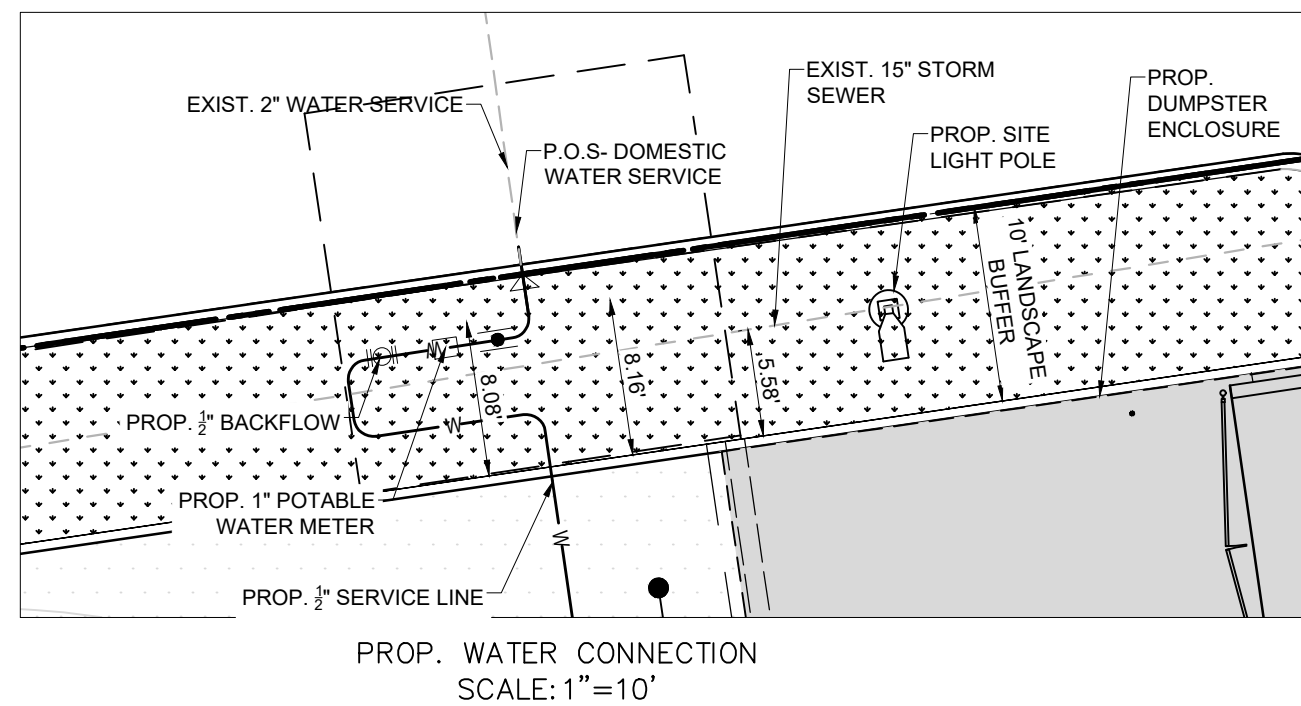 EXIST. 2" WATER SERVICE
P.O.S- DOMESTIC
WATER SERVICE
EXIST. 15" STORM
SEWER
PROP. SITE
LIGHT POLE
PROP.
DUMPSTER
ENCLOSURE
10' LANDSCAPE
BUFFER
8.08'
8.16'
5.58'
W
W
W
PROP. ½" BACKFLOW
PROP. 1" POTABLE
WATER METER
PROP. ½" SERVICE LINE
PROP. WATER CONNECTION
SCALE: 1"=10'